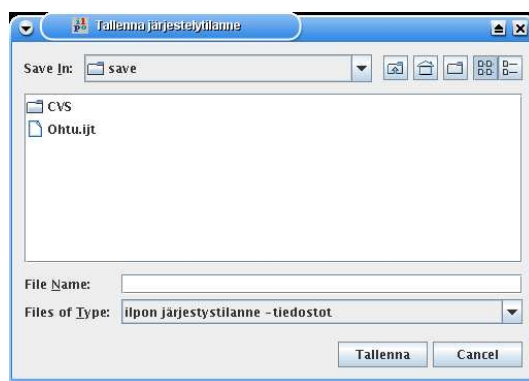 Tallenna järjestelytilanne
Save In: save
CVS
Ohtu.ijt
File Name:
Files of Type: ilpon järjestystilanne -tiedostot
Tallenna Cancel